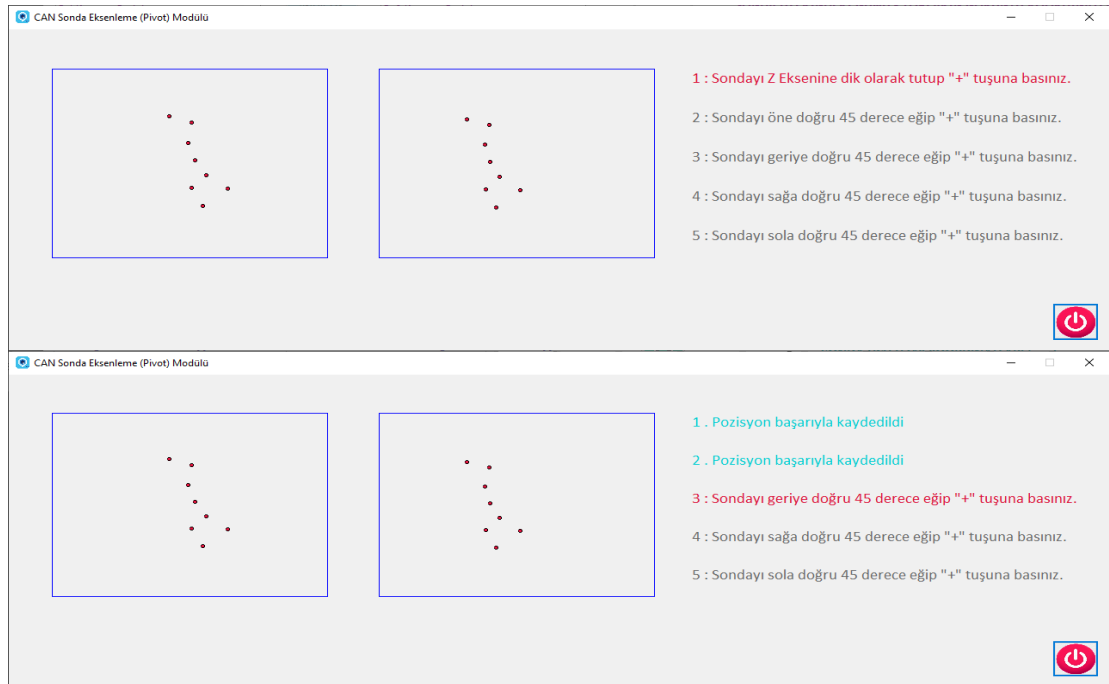 CAN Sonda Eksenleme (Pivot) Modülü
1 : Sondayı Z Eksenine dik olarak tutup "+" tuşuna basınız.
2 : Sondayı öne doğru 45 derece eğip "+" tuşuna basınız.
3 : Sondayı geriye doğru 45 derece eğip "+" tuşuna basınız.
4 : Sondayı sağa doğru 45 derece eğip "+" tuşuna basınız.
5 : Sondayı sola doğru 45 derece eğip "+" tuşuna basınız.
CAN Sonda Eksenleme (Pivot) Modülü
1 . Pozisyon başarıyla kaydedildi
2 . Pozisyon başarıyla kaydedildi
3 : Sondayı geriye doğru 45 derece eğip "+" tuşuna basınız.
4 : Sondayı sağa doğru 45 derece eğip "+" tuşuna basınız.
5 : Sondayı sola doğru 45 derece eğip "+" tuşuna basınız.